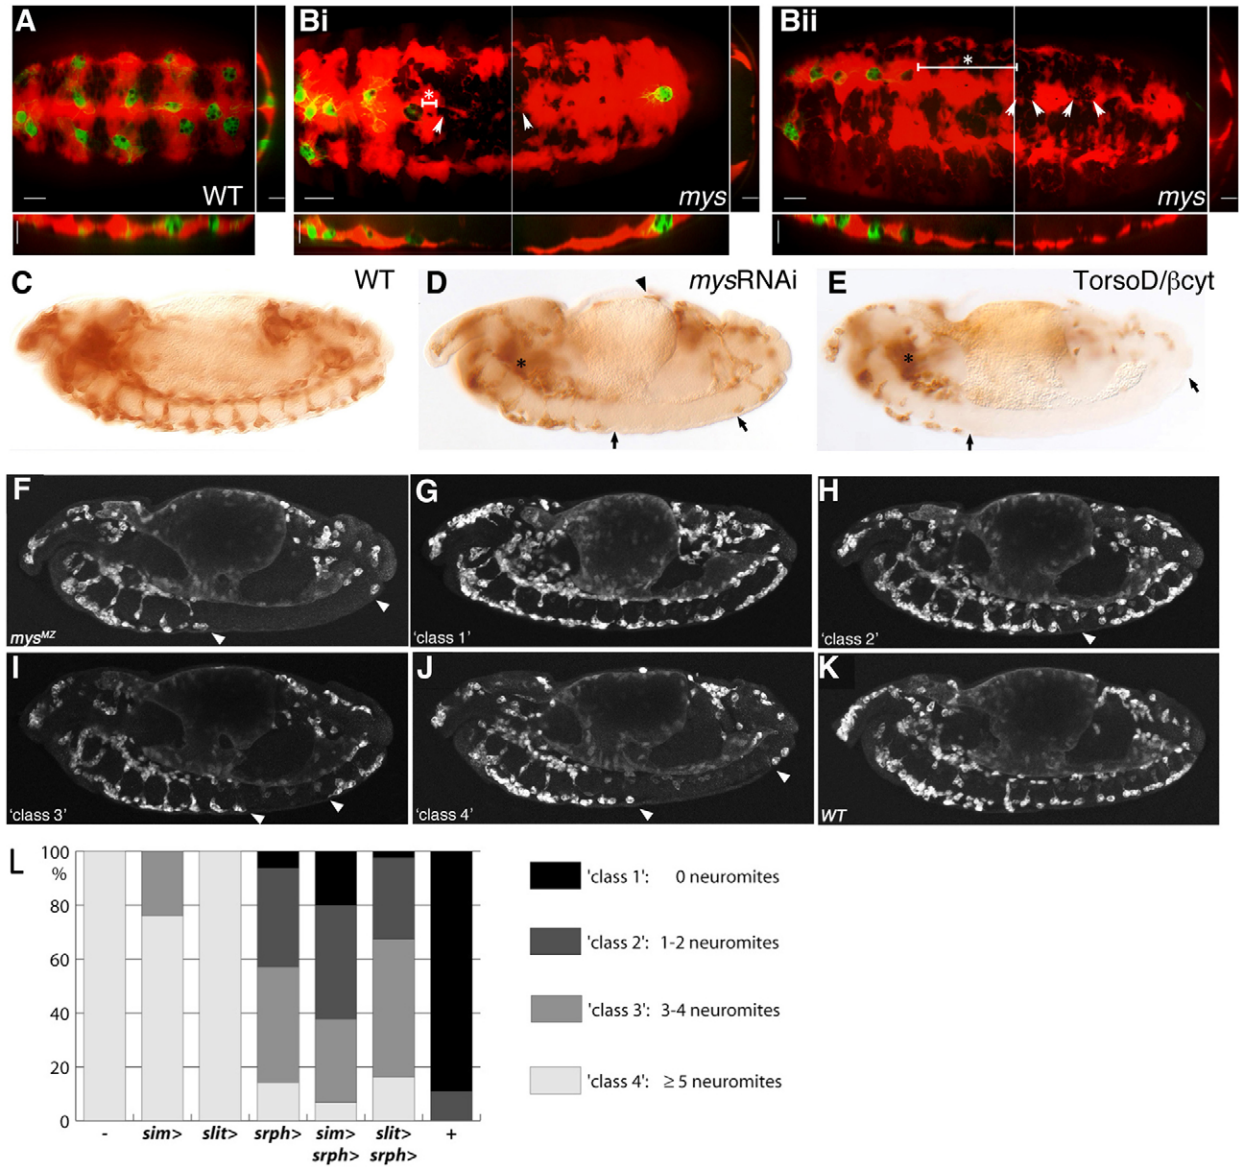 A
WT
Bi
*
mys
Bii
*
mys
C
WT
D
mysRNAi
*
E
TorsoD/βcyt
*
F
mysMZ
G
'class 1'
H
'class 2'
I
'class 3'
J
'class 4'
K
WT
L
100
%
80
60
40
20
0
-
sim>
slit>
srph>
sim>
srph>
slit>
srph>
+
'class 1': 0 neuromites
'class 2': 1-2 neuromites
'class 3': 3-4 neuromites
'class 4': ≥ 5 neuromites